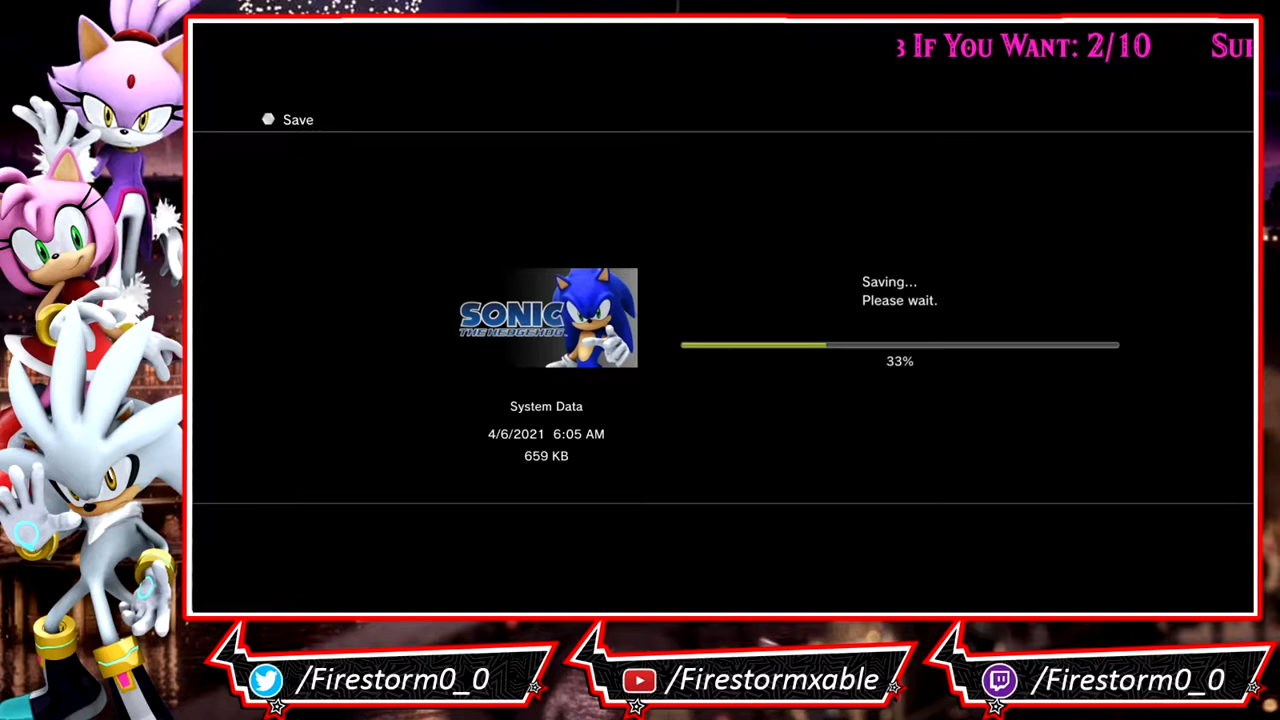 If You Want: 2/10
Save
SONIC
THE HEDGEHOG
Saving...
Please wait.
33%
System Data
4/6/2021 6:05 AM
659 KB
/Firestorm0_0
/Firestormxable
/Firestorm0_0